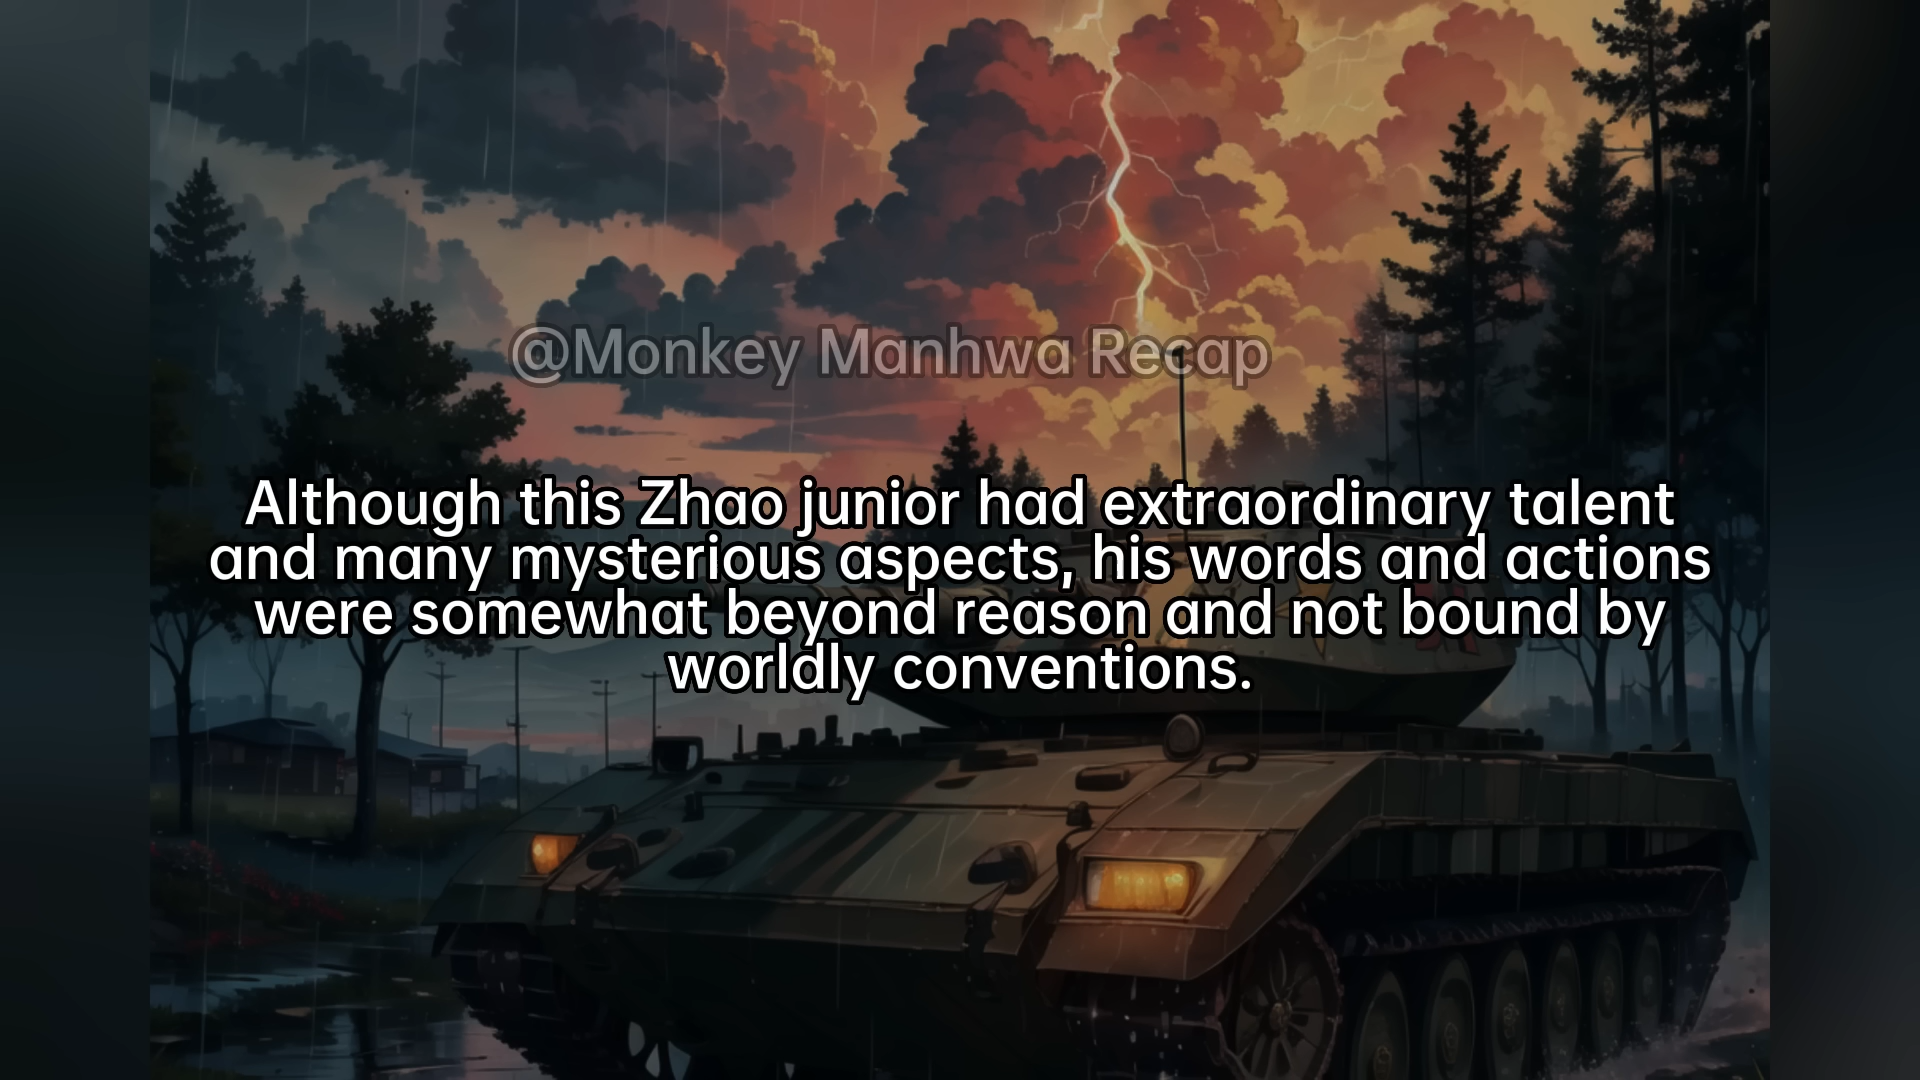 @Monkey Manhwa Recap
Although this Zhao junior had extraordinary talent
and many mysterious aspects, his words and actions
were somewhat beyond reason and not bound by
worldly conventions.